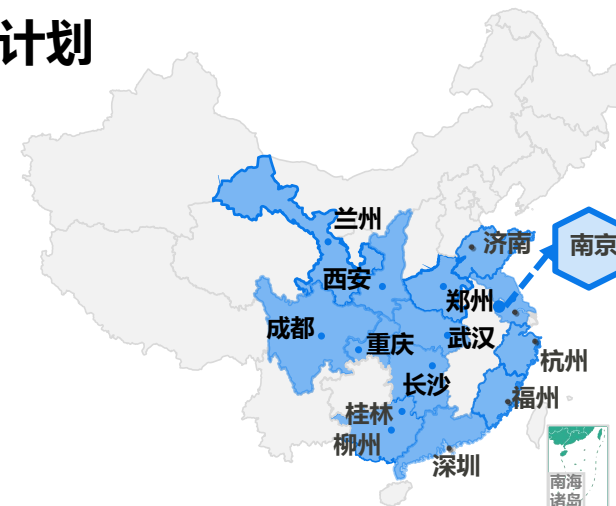 计划
兰州
济南
南京
西安
郑州
成都
武汉
重庆
杭州
长沙
福州
桂林
柳州
深圳
南海
诸岛